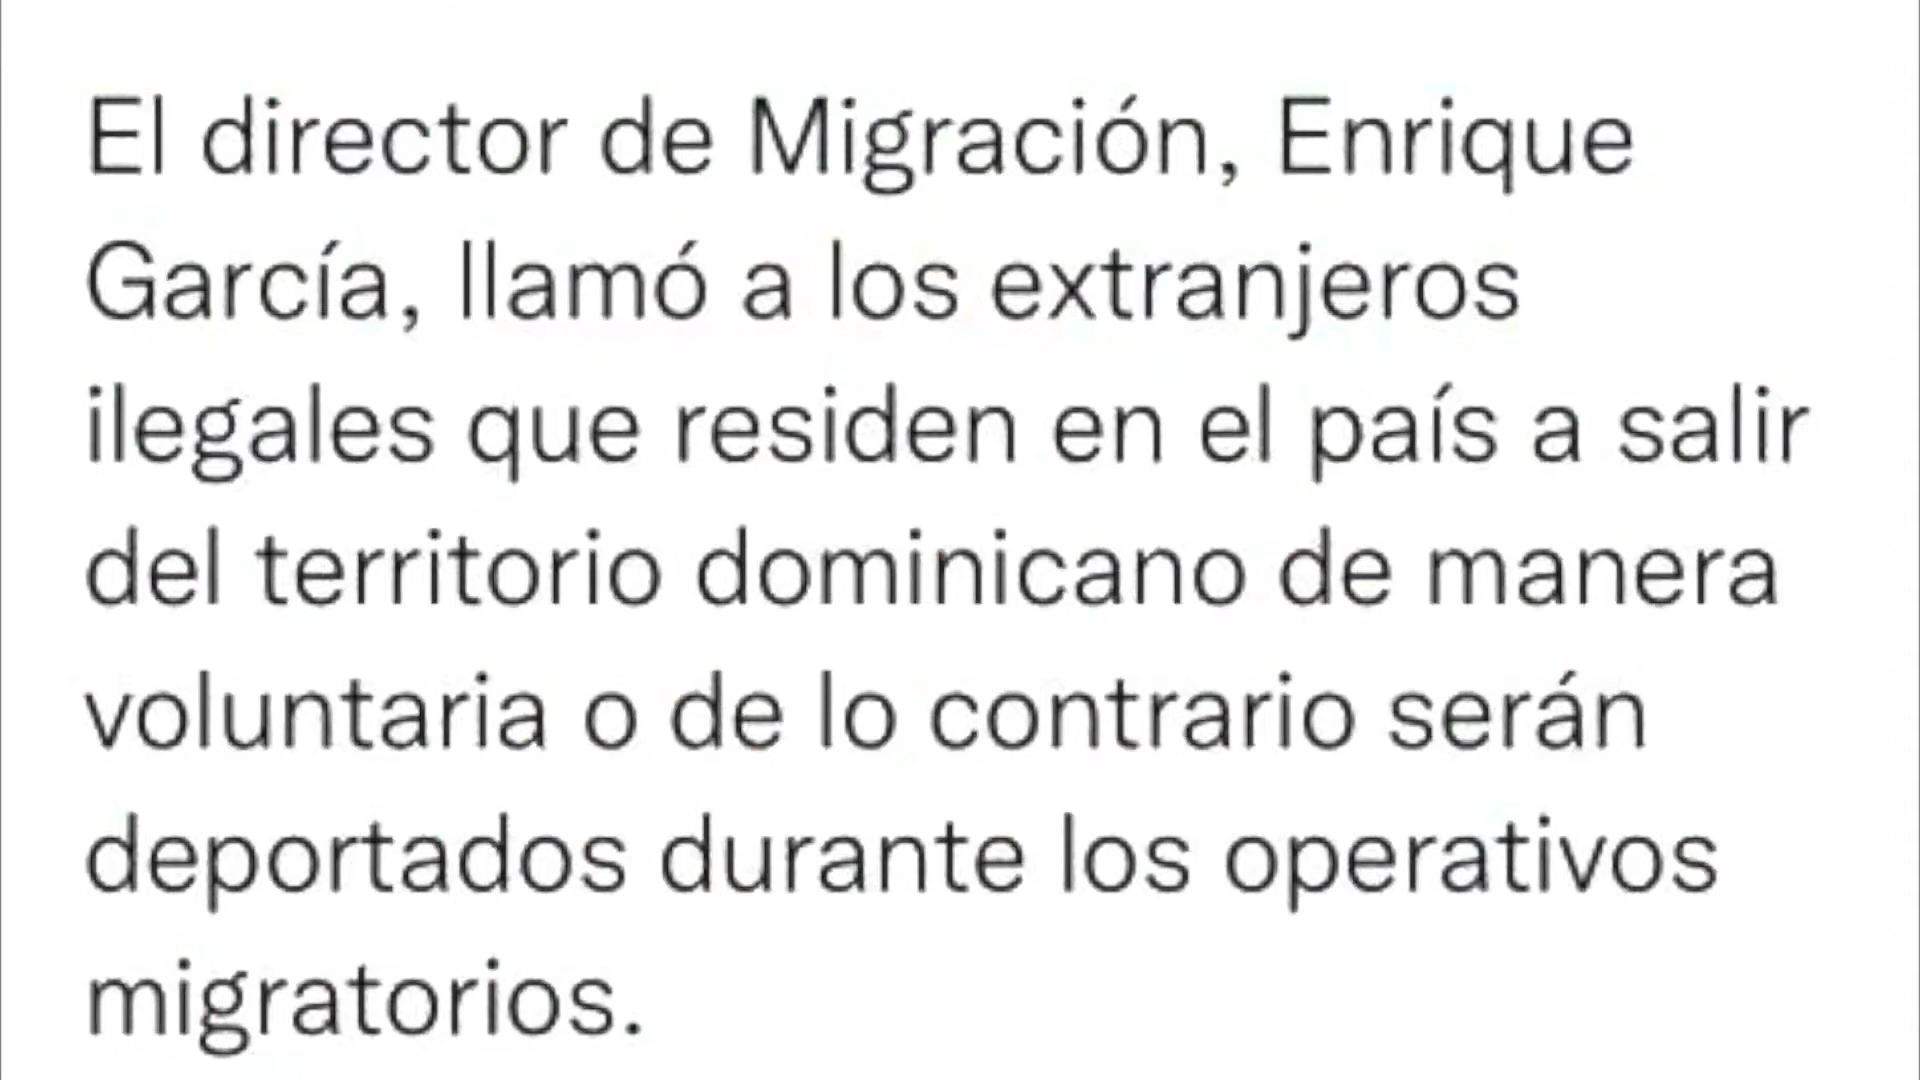 El director de Migración, Enrique
García, llamó a los extranjeros
ilegales que residen en el país a salir
del territorio dominicano de manera
voluntaria o de lo contrario serán
deportados durante los operativos
migratorios.